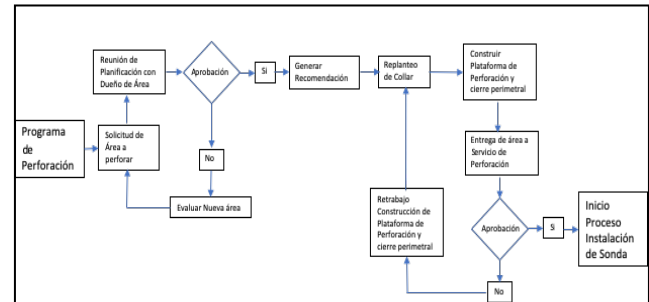 Programa
de
Perforación
Solicitud de
Área a
perforar
Reunión de
Planificación con
Dueño de Área
Aprobación
Si
No
Evaluar Nueva área
Generar
Recomendación
Replanteo
de Collar
Construir
Plataforma de
Perforación y
cierre perimetral
Entrega de área a
Servicio de
Perforación
Aprobación
Si
No
Retrabajo
Construcción de
Plataforma de
Perforación y
cierre perimetral
Inicio
Proceso
Instalación
de Sonda